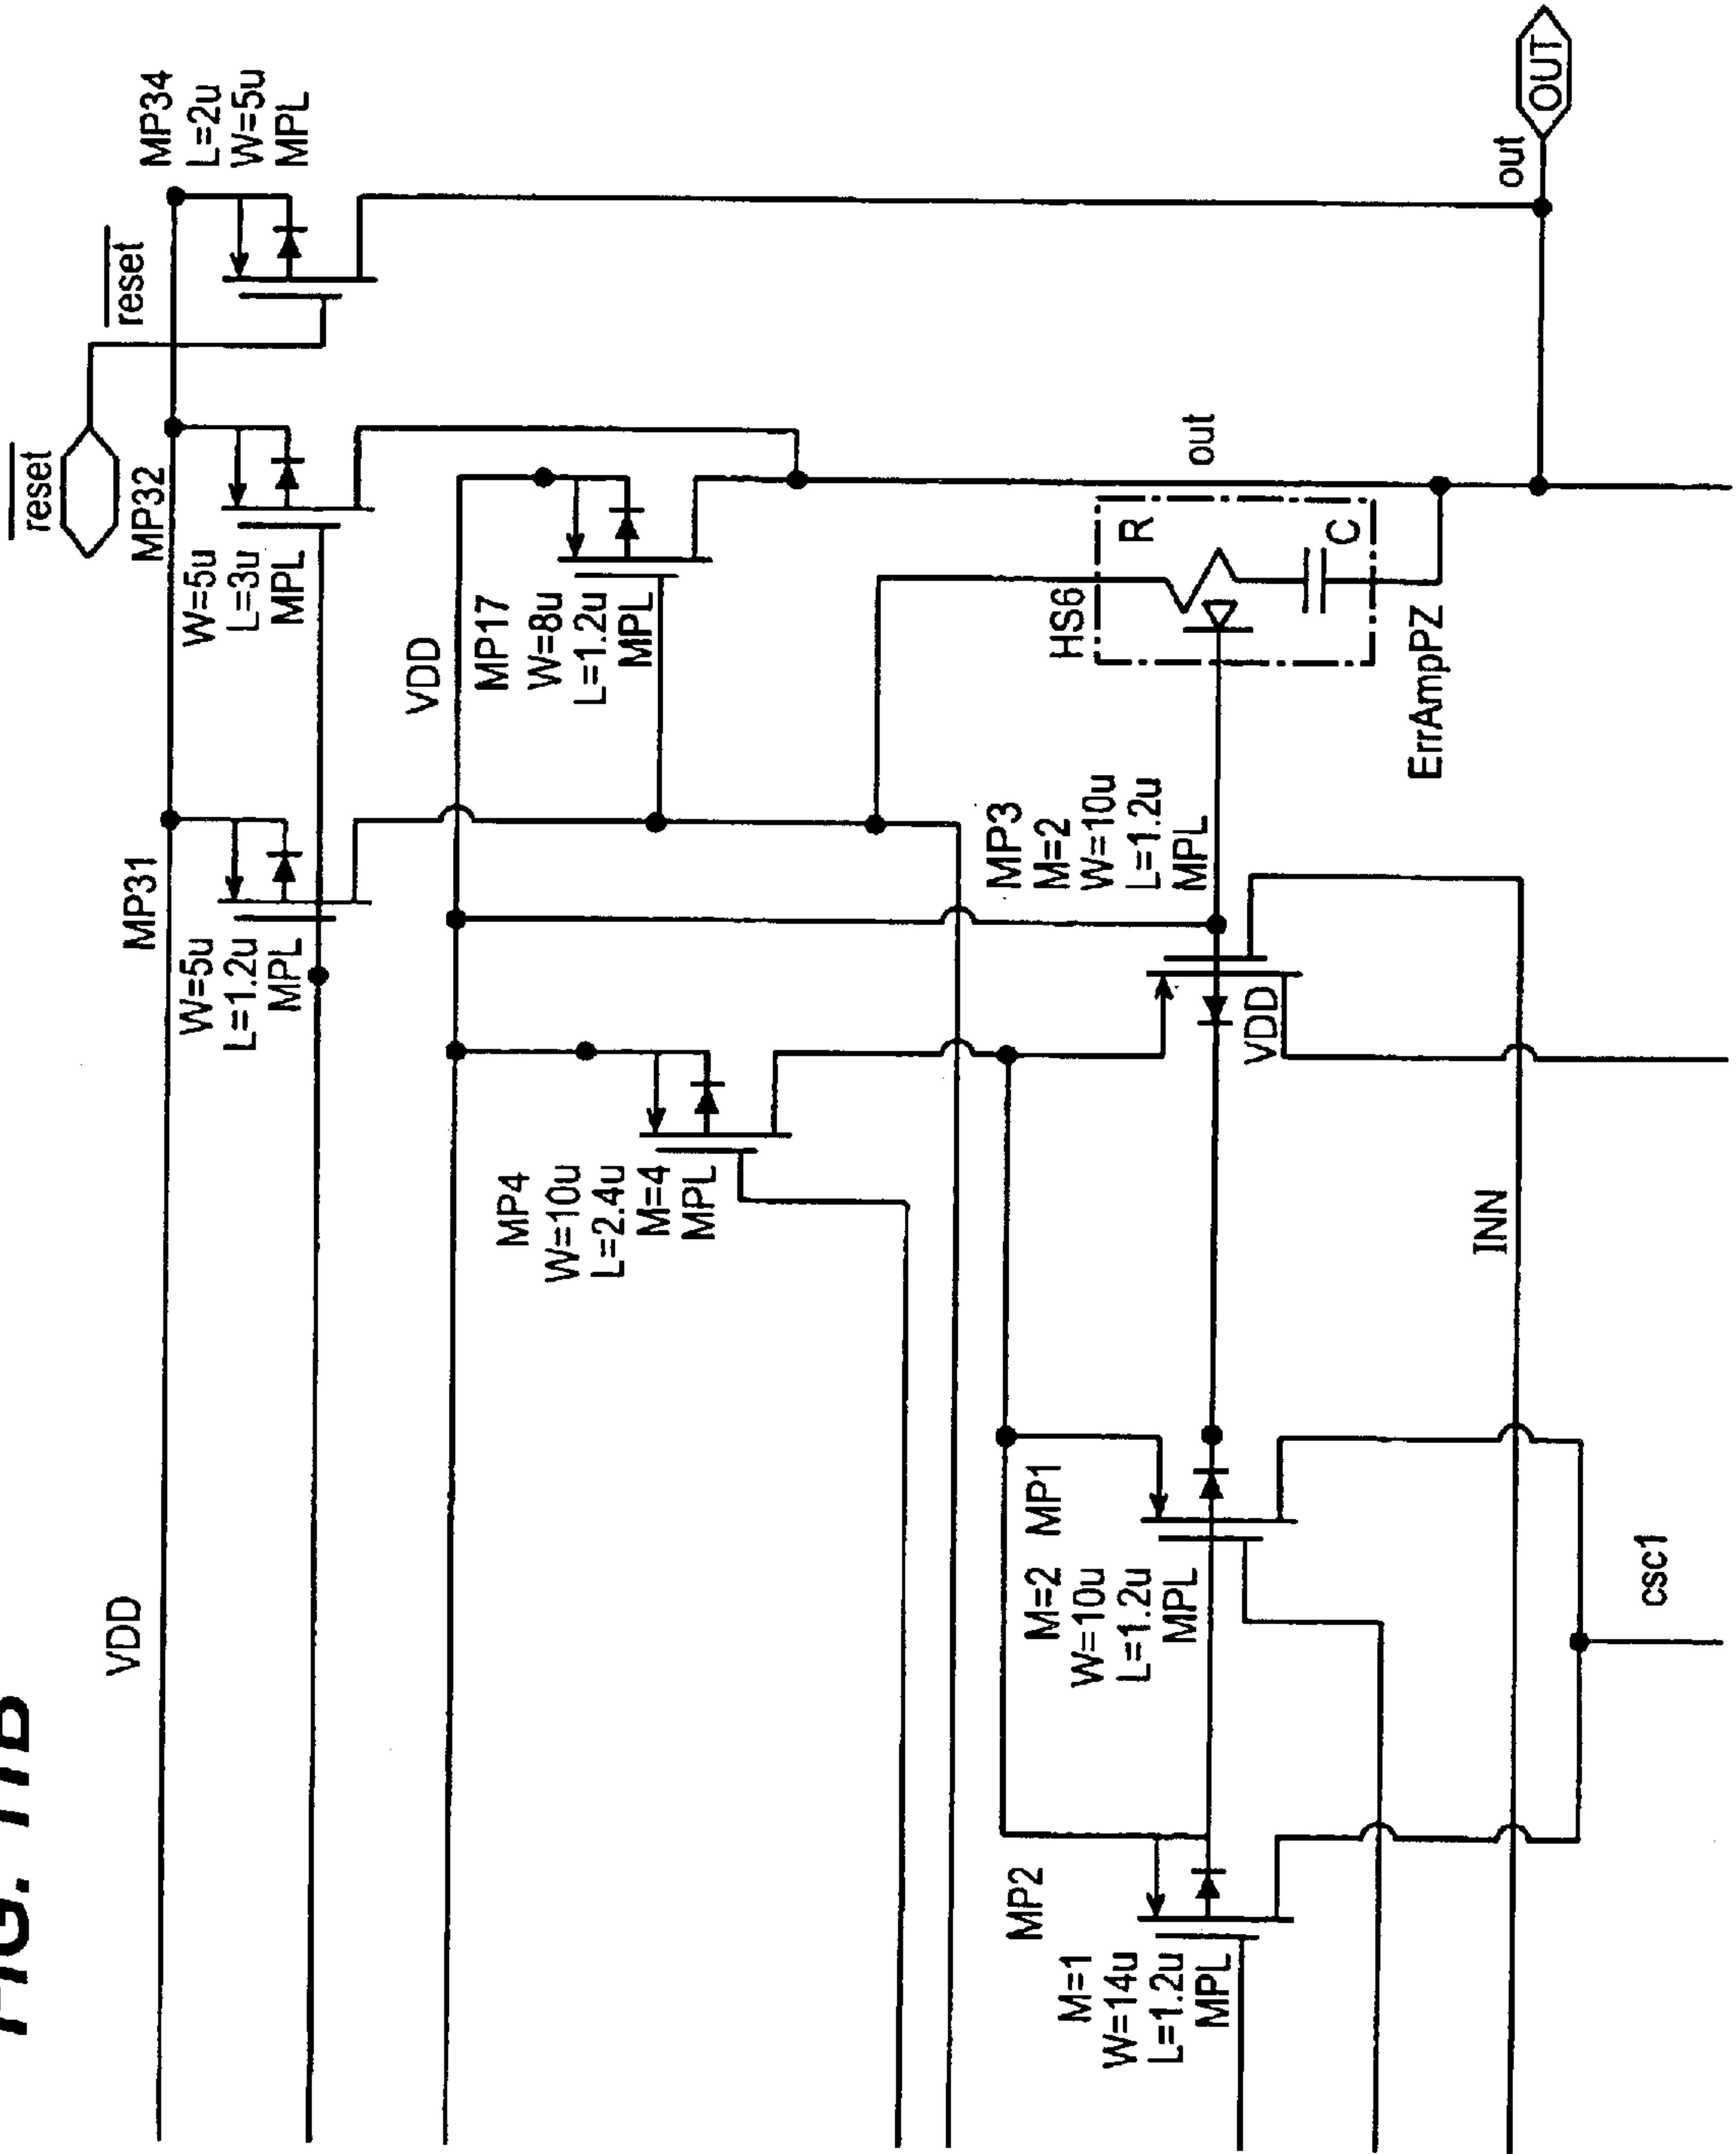 FIG. 11B
VDD
reset
reset
MP34
L=2u
W=5u
MPL
MP32
W=5u
L=3u
MPL
MP31
W=5u
L=1.2u
MPL
VDD
MP17
W=8u
L=1.2u
MPL
MP4
W=10u
L=2.4u
M=4
MPL
HS6
R
C
ErrAmpPZ
out
out
OUT
MP3
M=2
W=10u
L=1.2u
MPL
VDD
MP1
M=2
W=10u
L=1.2u
MPL
MP2
M=1
W=14u
L=1.2u
MPL
INN
csc1